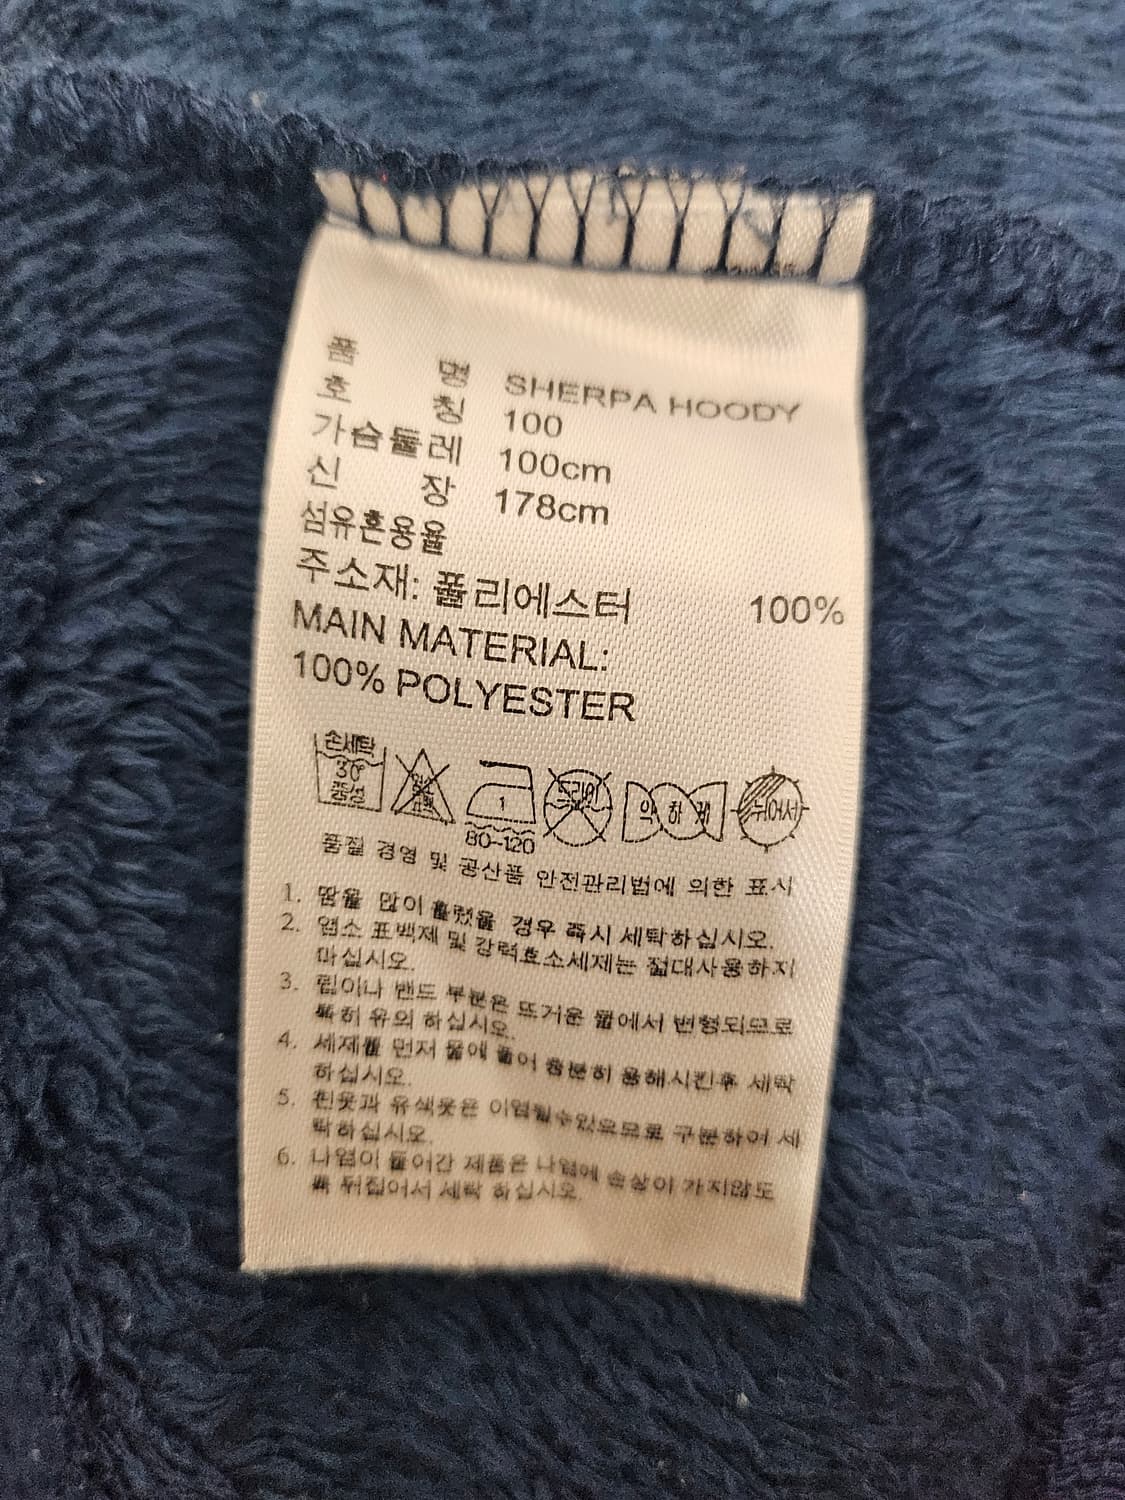 품 명 SHERPA HOODY
호 칭 100
가슴둘레 100cm
신 장 178cm
섬유혼용율
주소재: 폴리에스터 100%
MAIN MATERIAL:
100% POLYESTER
손세탁 30° 중성 1 80~120 드라이 약하게 뉘어서
품질 경영 및 공산품 안전관리법에 의한 표시
1. 땀을 많이 흘렸을 경우 즉시 세탁하십시오.
2. 염소 표백제 및 강력효소세제는 절대사용하지
마십시오.
3. 립이나 밴드 부분은 뜨거운 물에서 변형되므로
특히 유의 하십시오.
4. 세제를 먼저 물에 풀어 충분히 용해시킨후 세탁
하십시오.
5. 흰옷과 유색옷은 이염될수있으므로 구분하여 세
탁하십시오.
6. 나염이 들어간 제품은 나염에 손상이 가지않도
록 뒤집어서 세탁 하십시오.